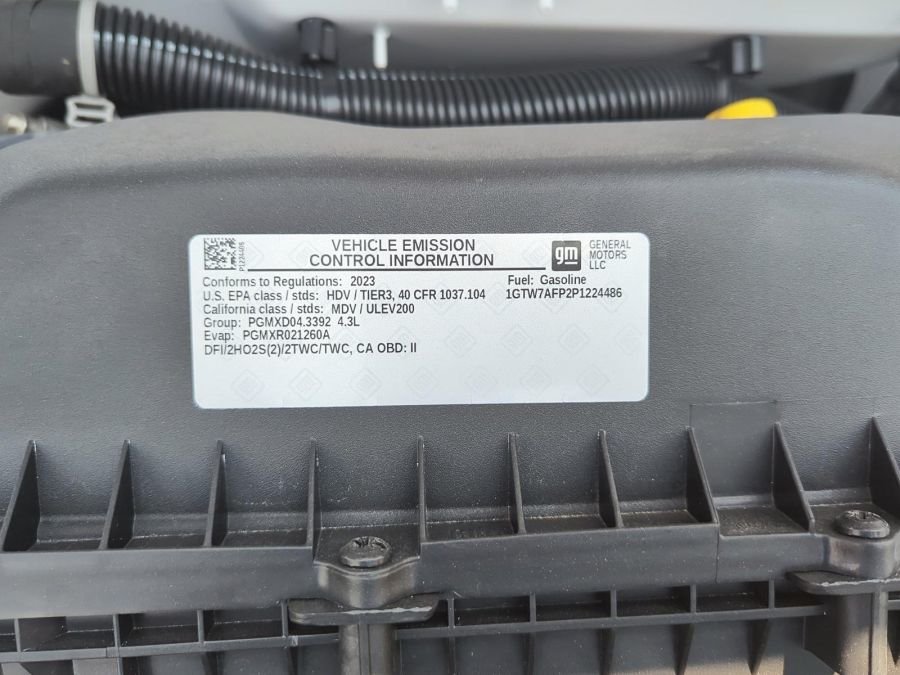 VEHICLE EMISSION
CONTROL INFORMATION
gm
GENERAL
MOTORS
LLC
P1224486
Conforms to Regulations: 2023
Fuel: Gasoline
U.S. EPA class / stds: HDV / TIER3, 40 CFR 1037.104
1GTW7AFP2P1224486
California class / stds: MDV / ULEV200
Group: PGMXD04.3392 4.3L
Evap: PGMXR021260A
DFI/2HO2S(2)/2TWC/TWC, CA OBD: II